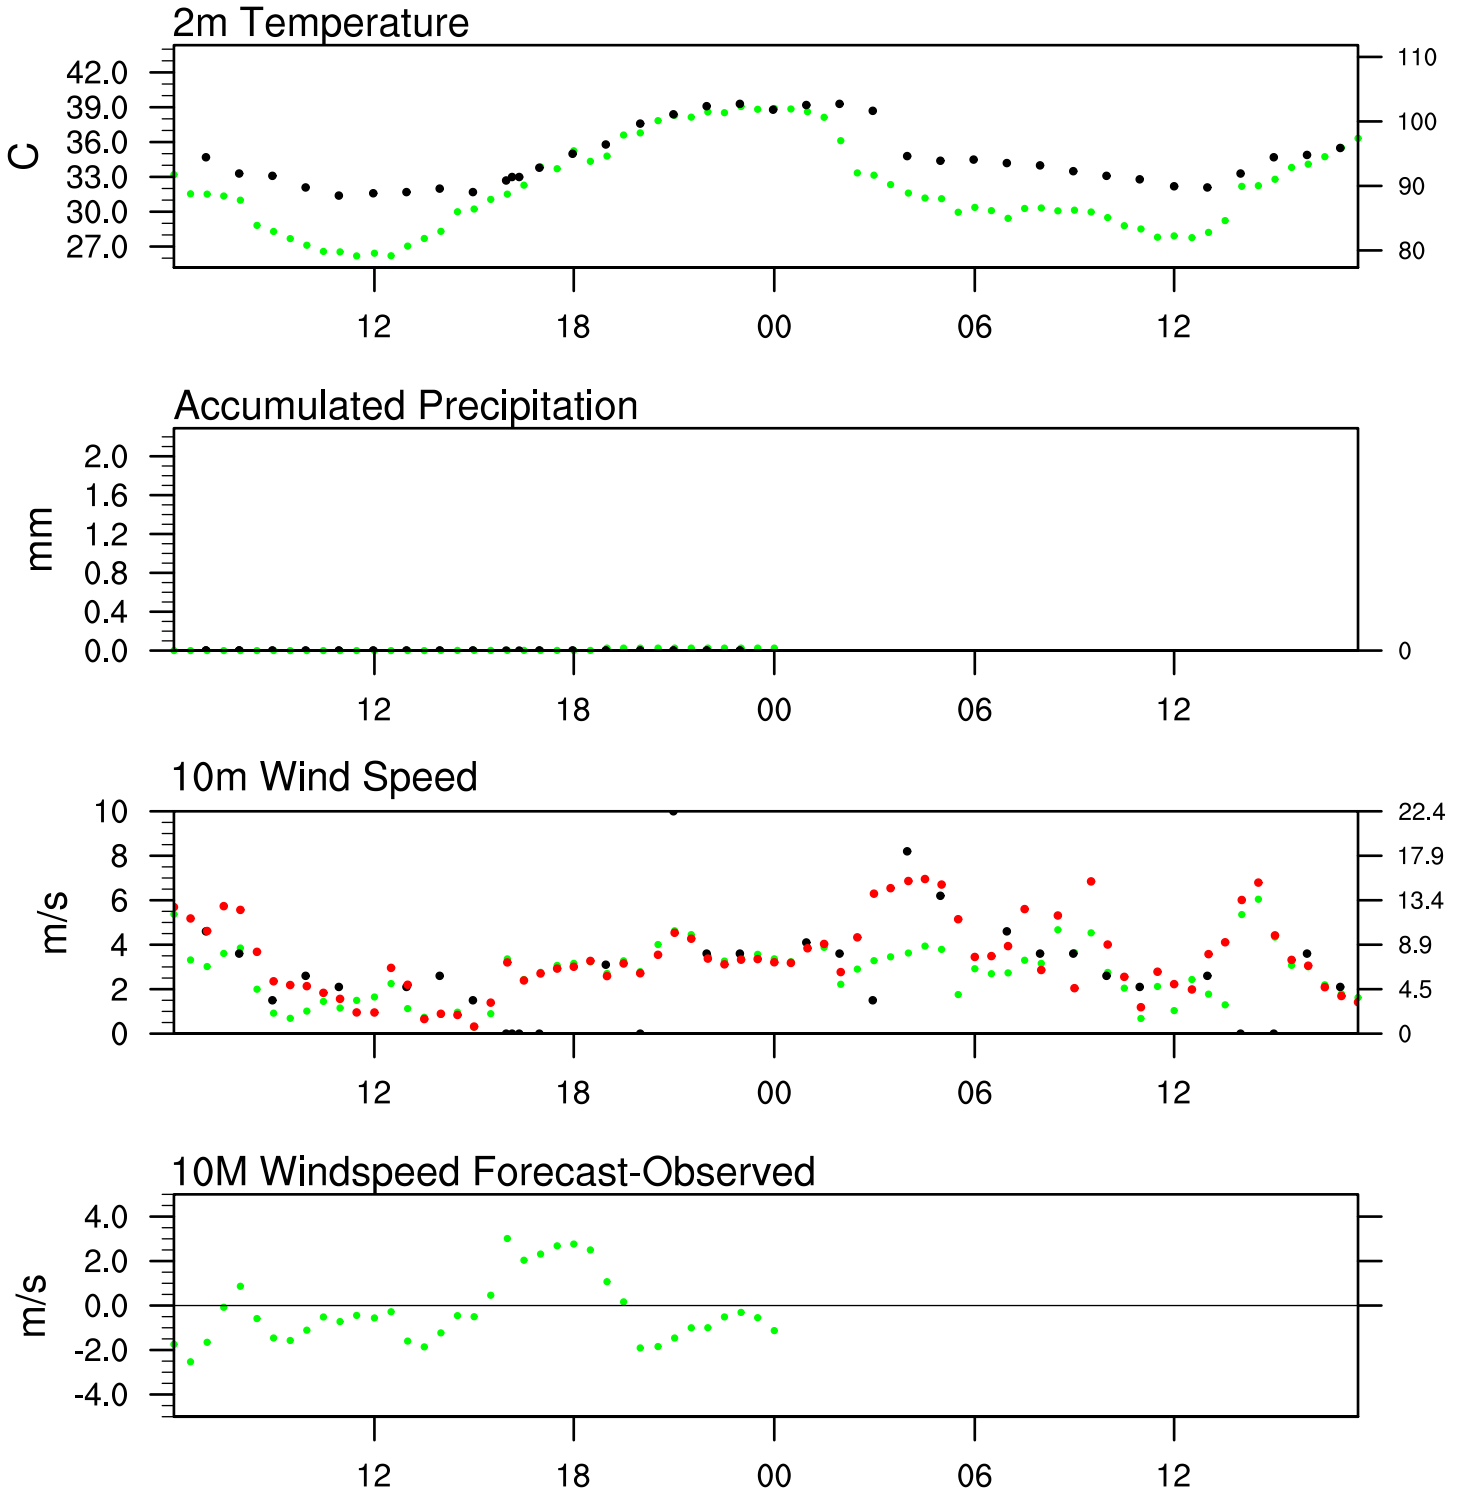 2m Temperature
42.0
39.0
36.0
33.0
30.0
27.0
C
110
100
90
80
12 18 00 06 12
Accumulated Precipitation
2.0
1.6
1.2
0.8
0.4
0.0
mm
0
12 18 00 06 12
10m Wind Speed
10
8
6
4
2
0
m/s
22.4
17.9
13.4
8.9
4.5
0
12 18 00 06 12
10M Windspeed Forecast-Observed
4.0
2.0
0.0
-2.0
-4.0
m/s
12 18 00 06 12